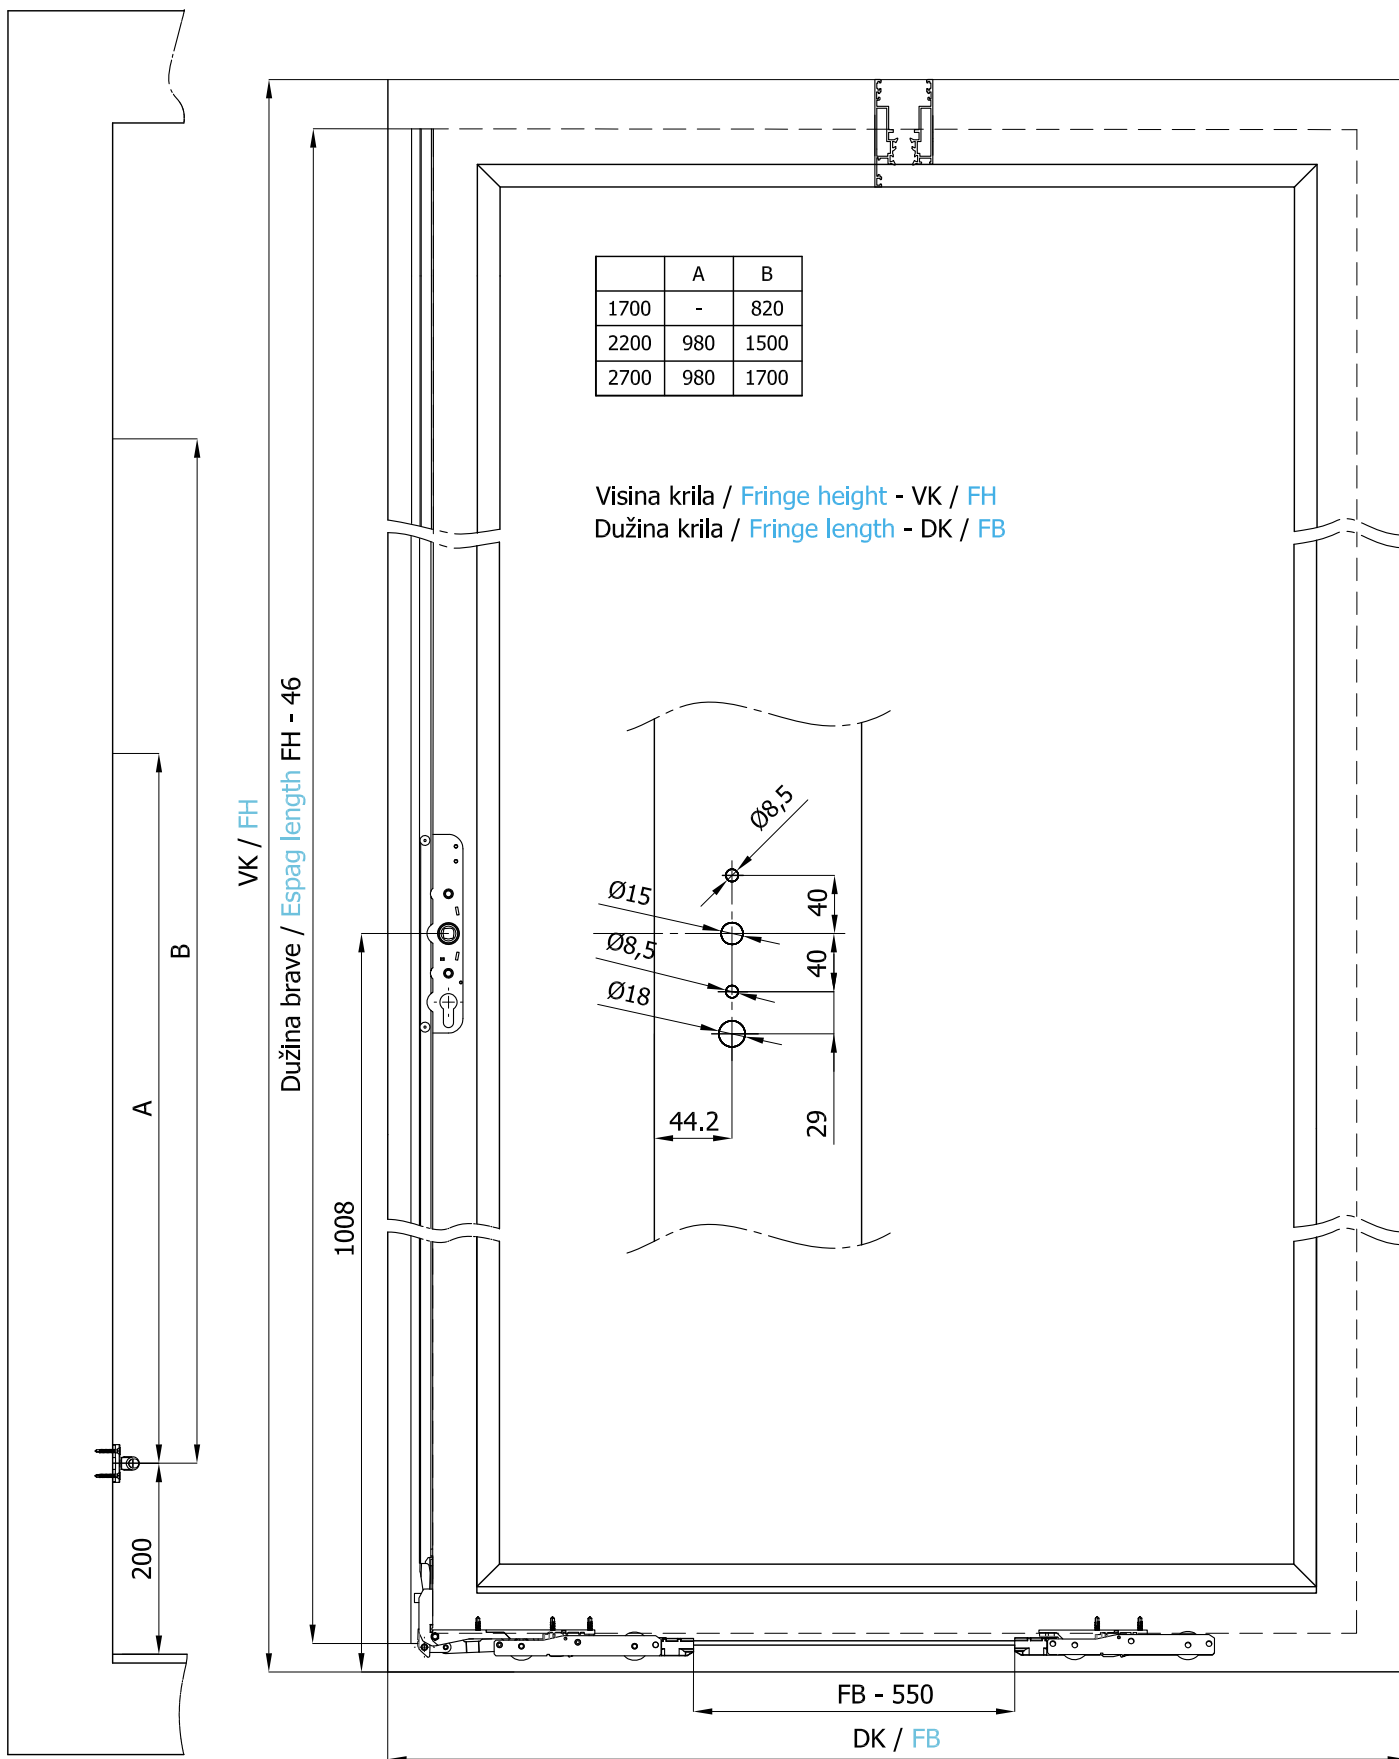 A B
1700 - 820
2200 980 1500
2700 980 1700
Visina krila / Fringe height - VK / FH
Dužina krila / Fringe length - DK / FB
VK / FH
Dužina brave / Espag length FH - 46
B
A
200
1008
Ø8,5
Ø15
Ø8,5
Ø18
40
40
29
44.2
FB - 550
DK / FB